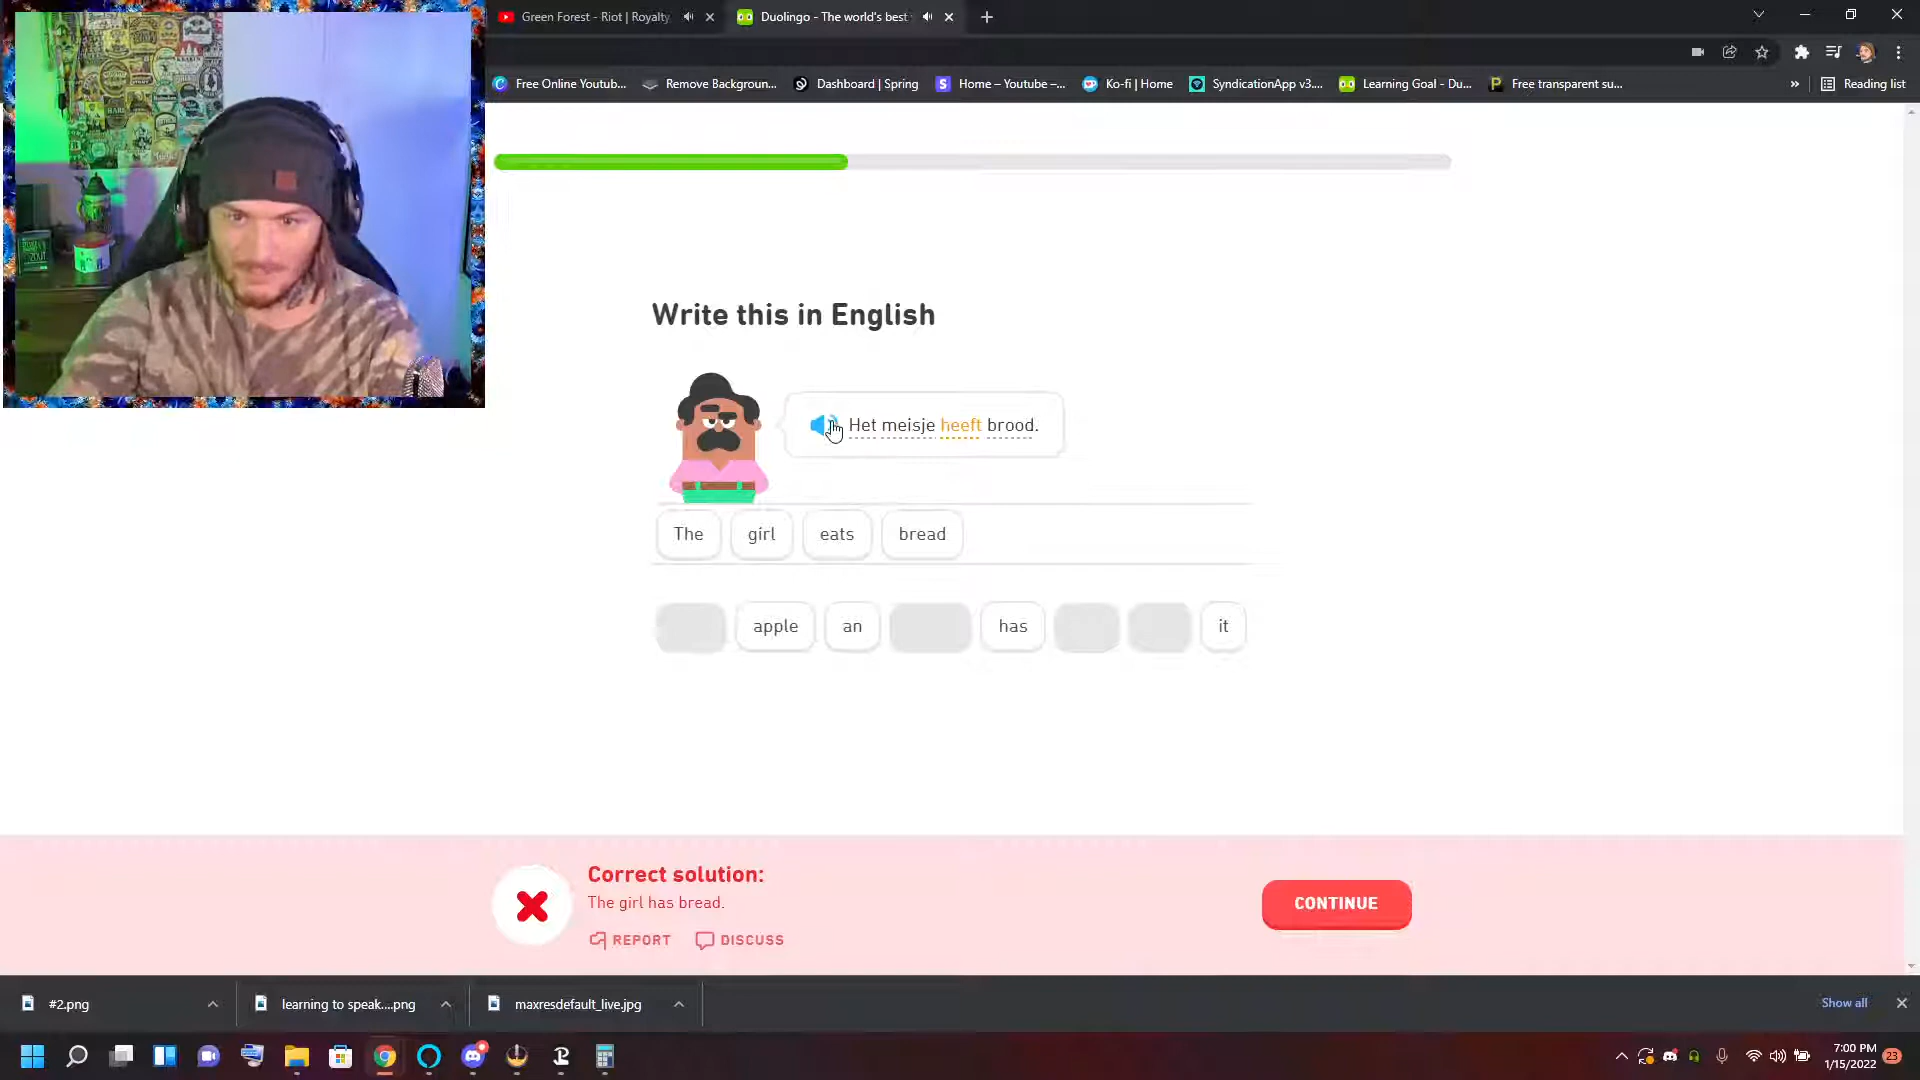 Green Forest - Riot | Royalty
Duolingo - The world's best
Free Online Youtub...
Remove Backgroun...
Dashboard | Spring
Home – Youtube –...
Ko-fi | Home
SyndicationApp v3....
Learning Goal - Du...
Free transparent su...
»
Reading list
Write this in English
Het meisje heeft brood.
The girl eats bread
apple an has it
Correct solution:
The girl has bread.
REPORT DISCUSS
CONTINUE
#2.png
learning to speak....png
maxresdefault_live.jpg
Show all
7:00 PM
1/15/2022
23